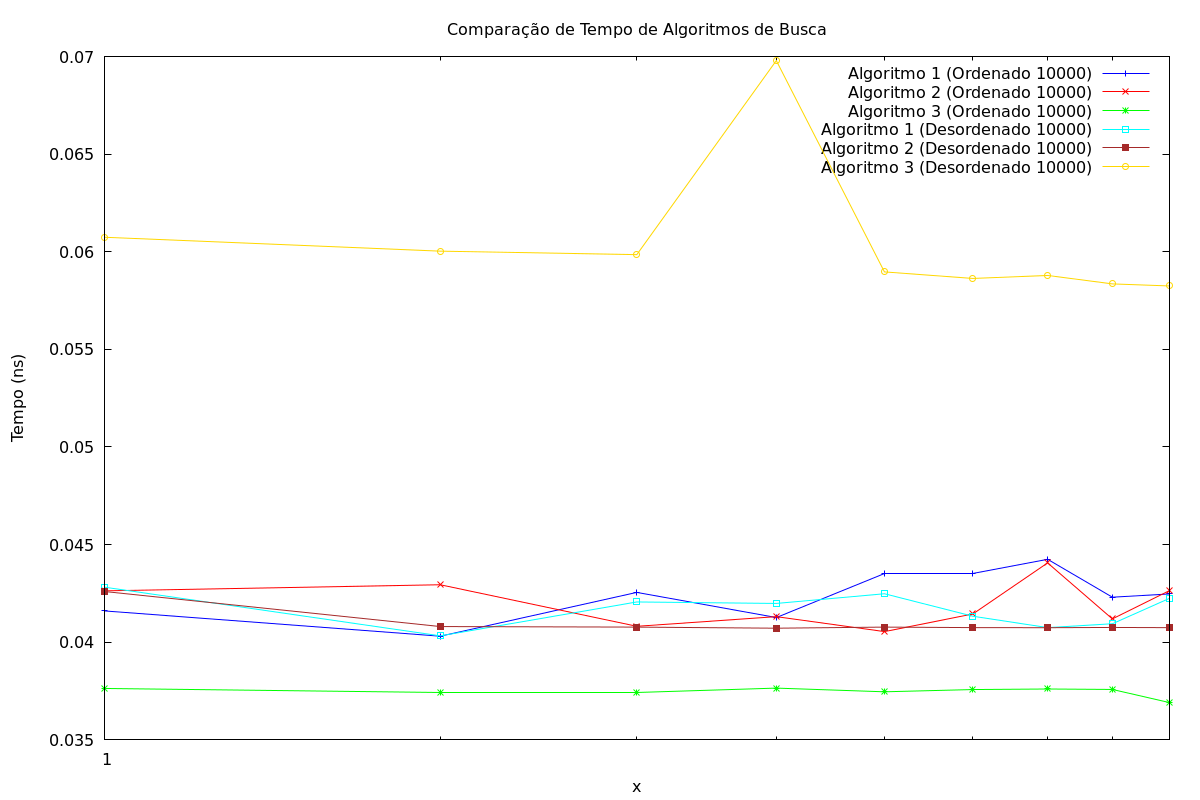 Comparação de Tempo de Algoritmos de Busca
0.07
0.065
0.06
0.055
0.05
0.045
0.04
0.035
Tempo (ns)
Algoritmo 1 (Ordenado 10000)
Algoritmo 2 (Ordenado 10000)
Algoritmo 3 (Ordenado 10000)
Algoritmo 1 (Desordenado 10000)
Algoritmo 2 (Desordenado 10000)
Algoritmo 3 (Desordenado 10000)
1
x